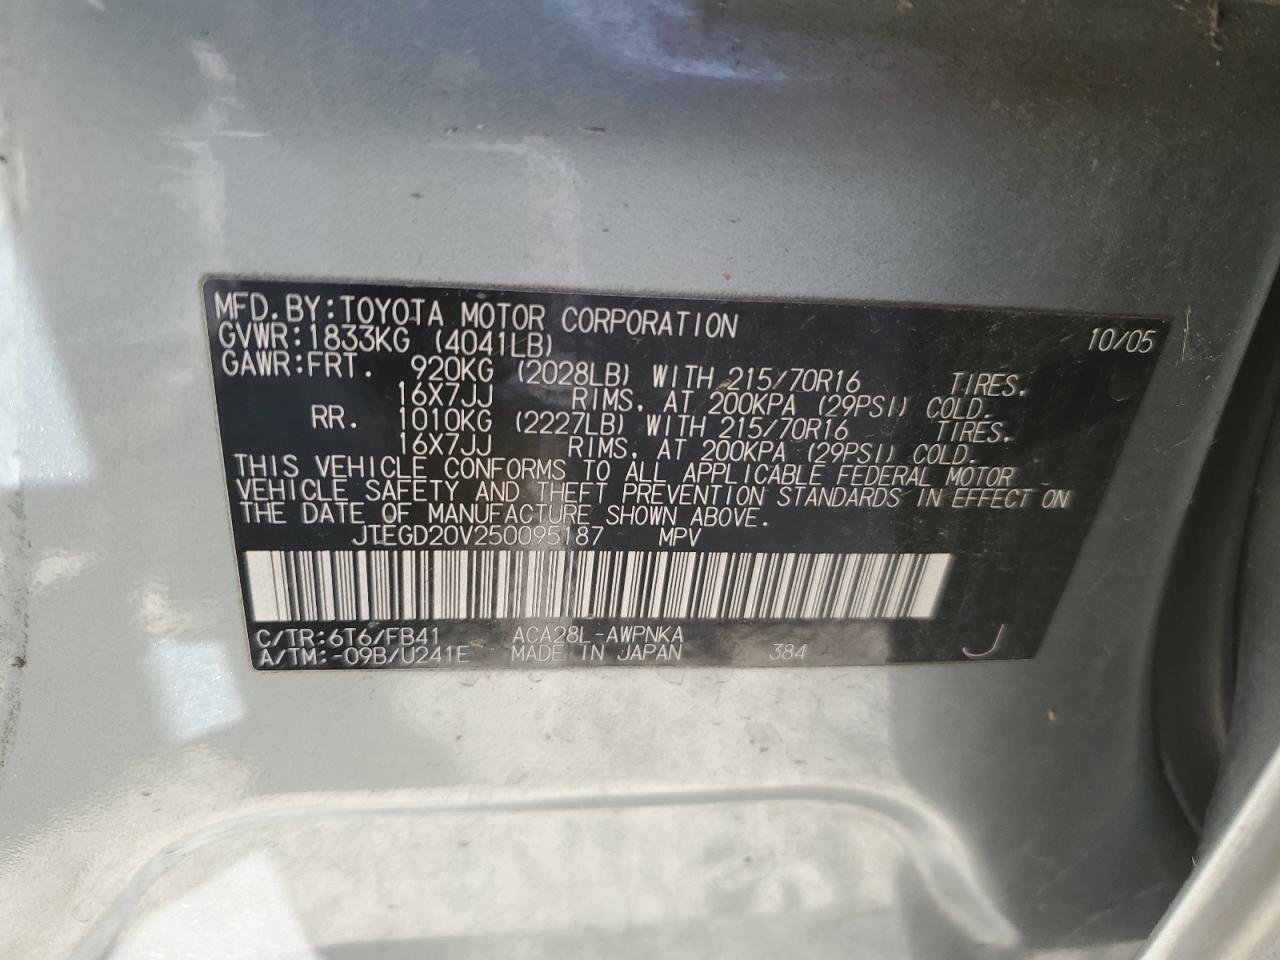 MFD.BY:TOYOTA MOTOR CORPORATION 10/05
GVWR:1833KG (4041LB)
GAWR:FRT. 920KG (2028LB) WITH 215/70R16 TIRES.
16X7JJ RIMS, AT 200KPA (29PSI) COLD.
RR. 1010KG (2227LB) WITH 215/70R16 TIRES.
16X7JJ RIMS, AT 200KPA (29PSI) COLD.
THIS VEHICLE CONFORMS TO ALL APPLICABLE FEDERAL MOTOR
VEHICLE SAFETY AND THEFT PREVENTION STANDARDS IN EFFECT ON
THE DATE OF MANUFACTURE SHOWN ABOVE.
JTEGD20V250095187 MPV
C/TR:6T6/FB41 ACA28L-AWPNKA
A/TM:-09B/U241E MADE IN JAPAN 384 J